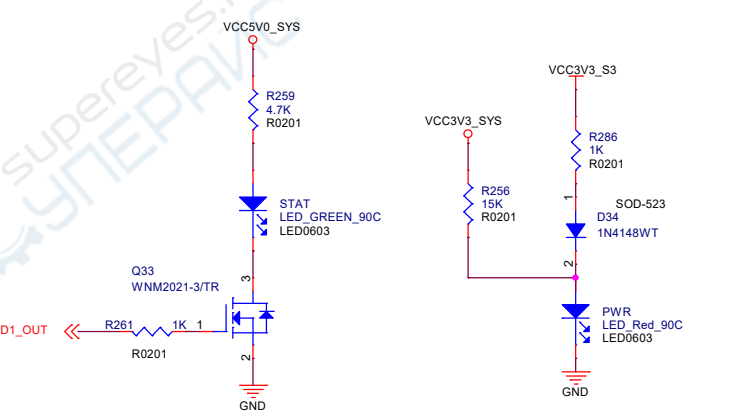 VCC5V0_SYS
R259
4.7K
R0201
STAT
LED_GREEN_90C
LED0603
Q33
WNM2021-3/TR
3
D1_OUT
R261
1K
1
R0201
2
GND
VCC3V3_SYS
R256
15K
R0201
VCC3V3_S3
R286
1K
R0201
1
SOD-523
D34
1N4148WT
2
PWR
LED_Red_90C
LED0603
GND
supereyes.
УПЕРАЙС